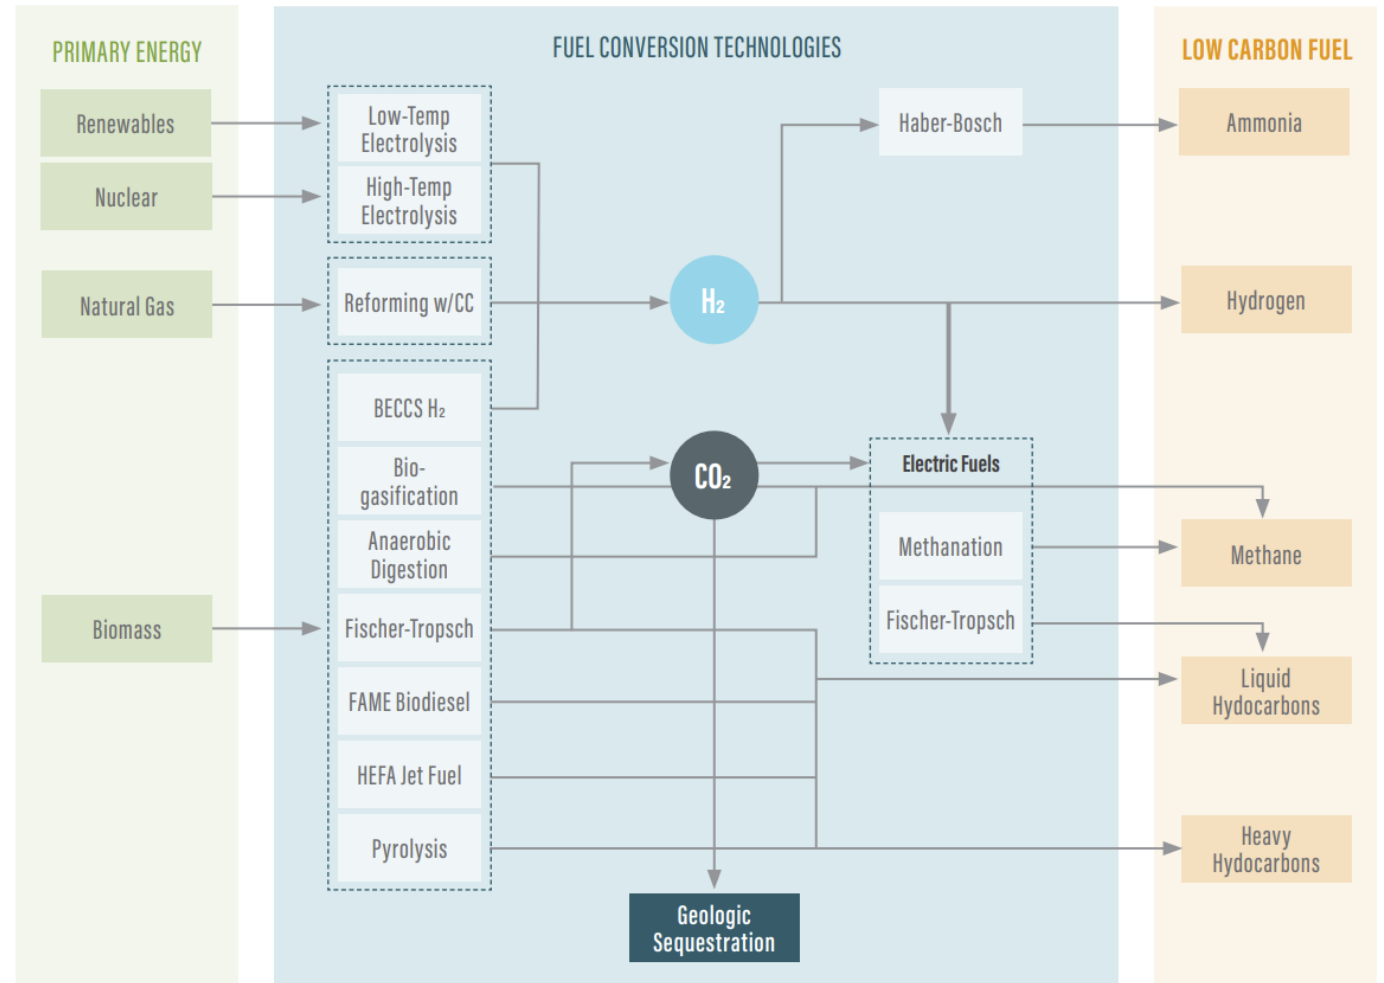 PRIMARY ENERGY
FUEL CONVERSION TECHNOLOGIES
LOW CARBON FUEL
Renewables
Nuclear
Natural Gas
Biomass
Low-Temp
Electrolysis
High-Temp
Electrolysis
Reforming w/CC
BECCS H₂
Bio-
gasification
Anaerobic
Digestion
Fischer-Tropsch
FAME Biodiesel
HEFA Jet Fuel
Pyrolysis
H₂
CO₂
Geologic
Sequestration
Haber-Bosch
Electric Fuels
Methanation
Fischer-Tropsch
Ammonia
Hydrogen
Methane
Liquid
Hydocarbons
Heavy
Hydocarbons